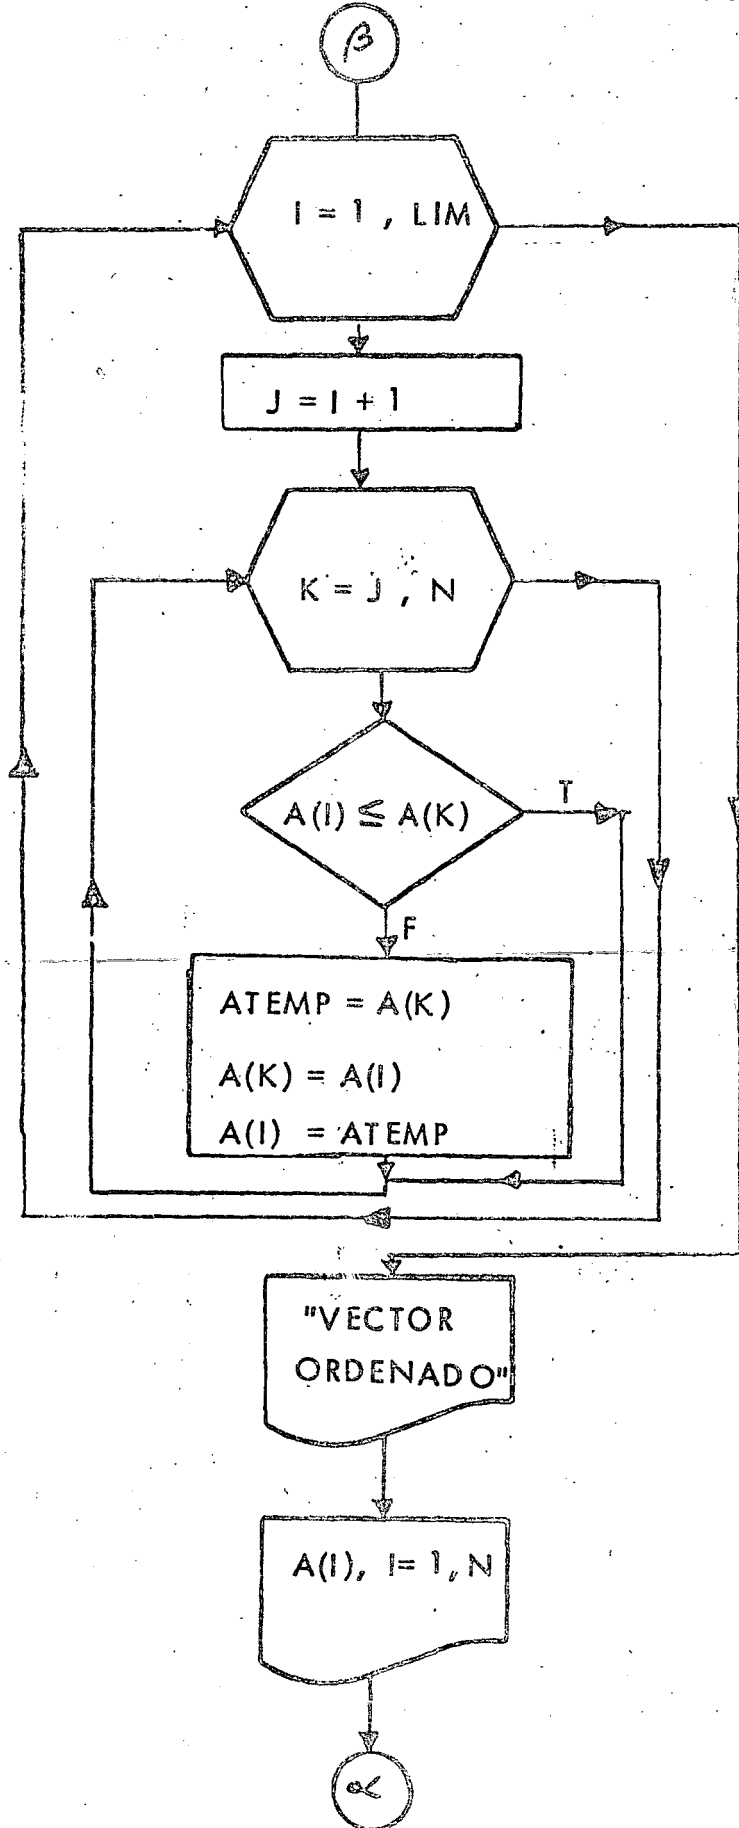 β
I = 1 , LIM
J = I + 1
K = J , N
A(I) ≤ A(K)
T
F
ATEMP = A(K)
A(K) = A(I)
A(I) = ATEMP
"VECTOR
ORDENADO"
A(I), I= 1, N
α